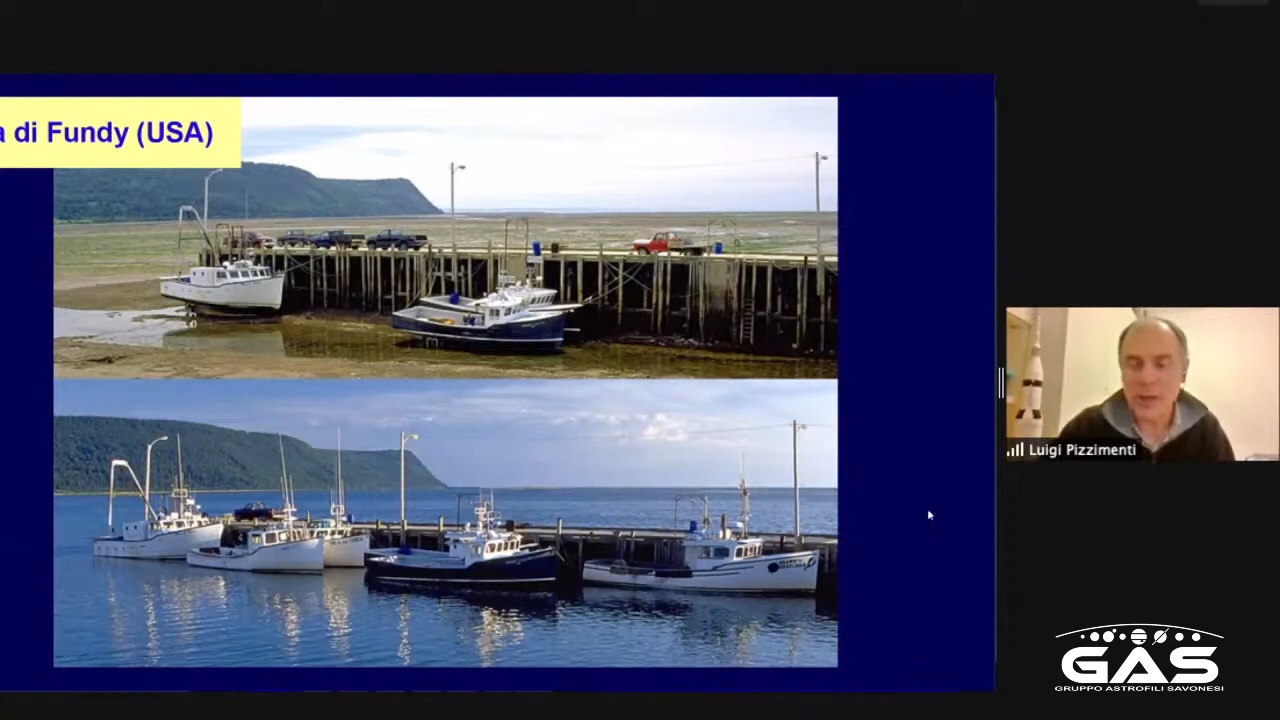 a di Fundy (USA)
Luigi Pizzimenti
GAS
GRUPPO ASTROFILI SAVONESI